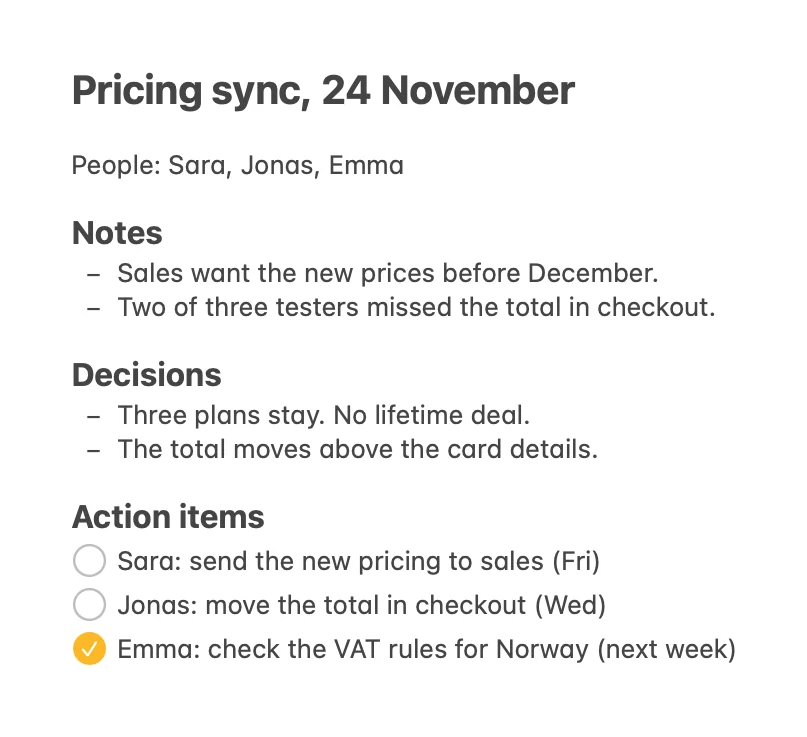 Pricing sync, 24 November
People: Sara, Jonas, Emma
Notes
– Sales want the new prices before December.
– Two of three testers missed the total in checkout.
Decisions
– Three plans stay. No lifetime deal.
– The total moves above the card details.
Action items
Sara: send the new pricing to sales (Fri)
Jonas: move the total in checkout (Wed)
Emma: check the VAT rules for Norway (next week)